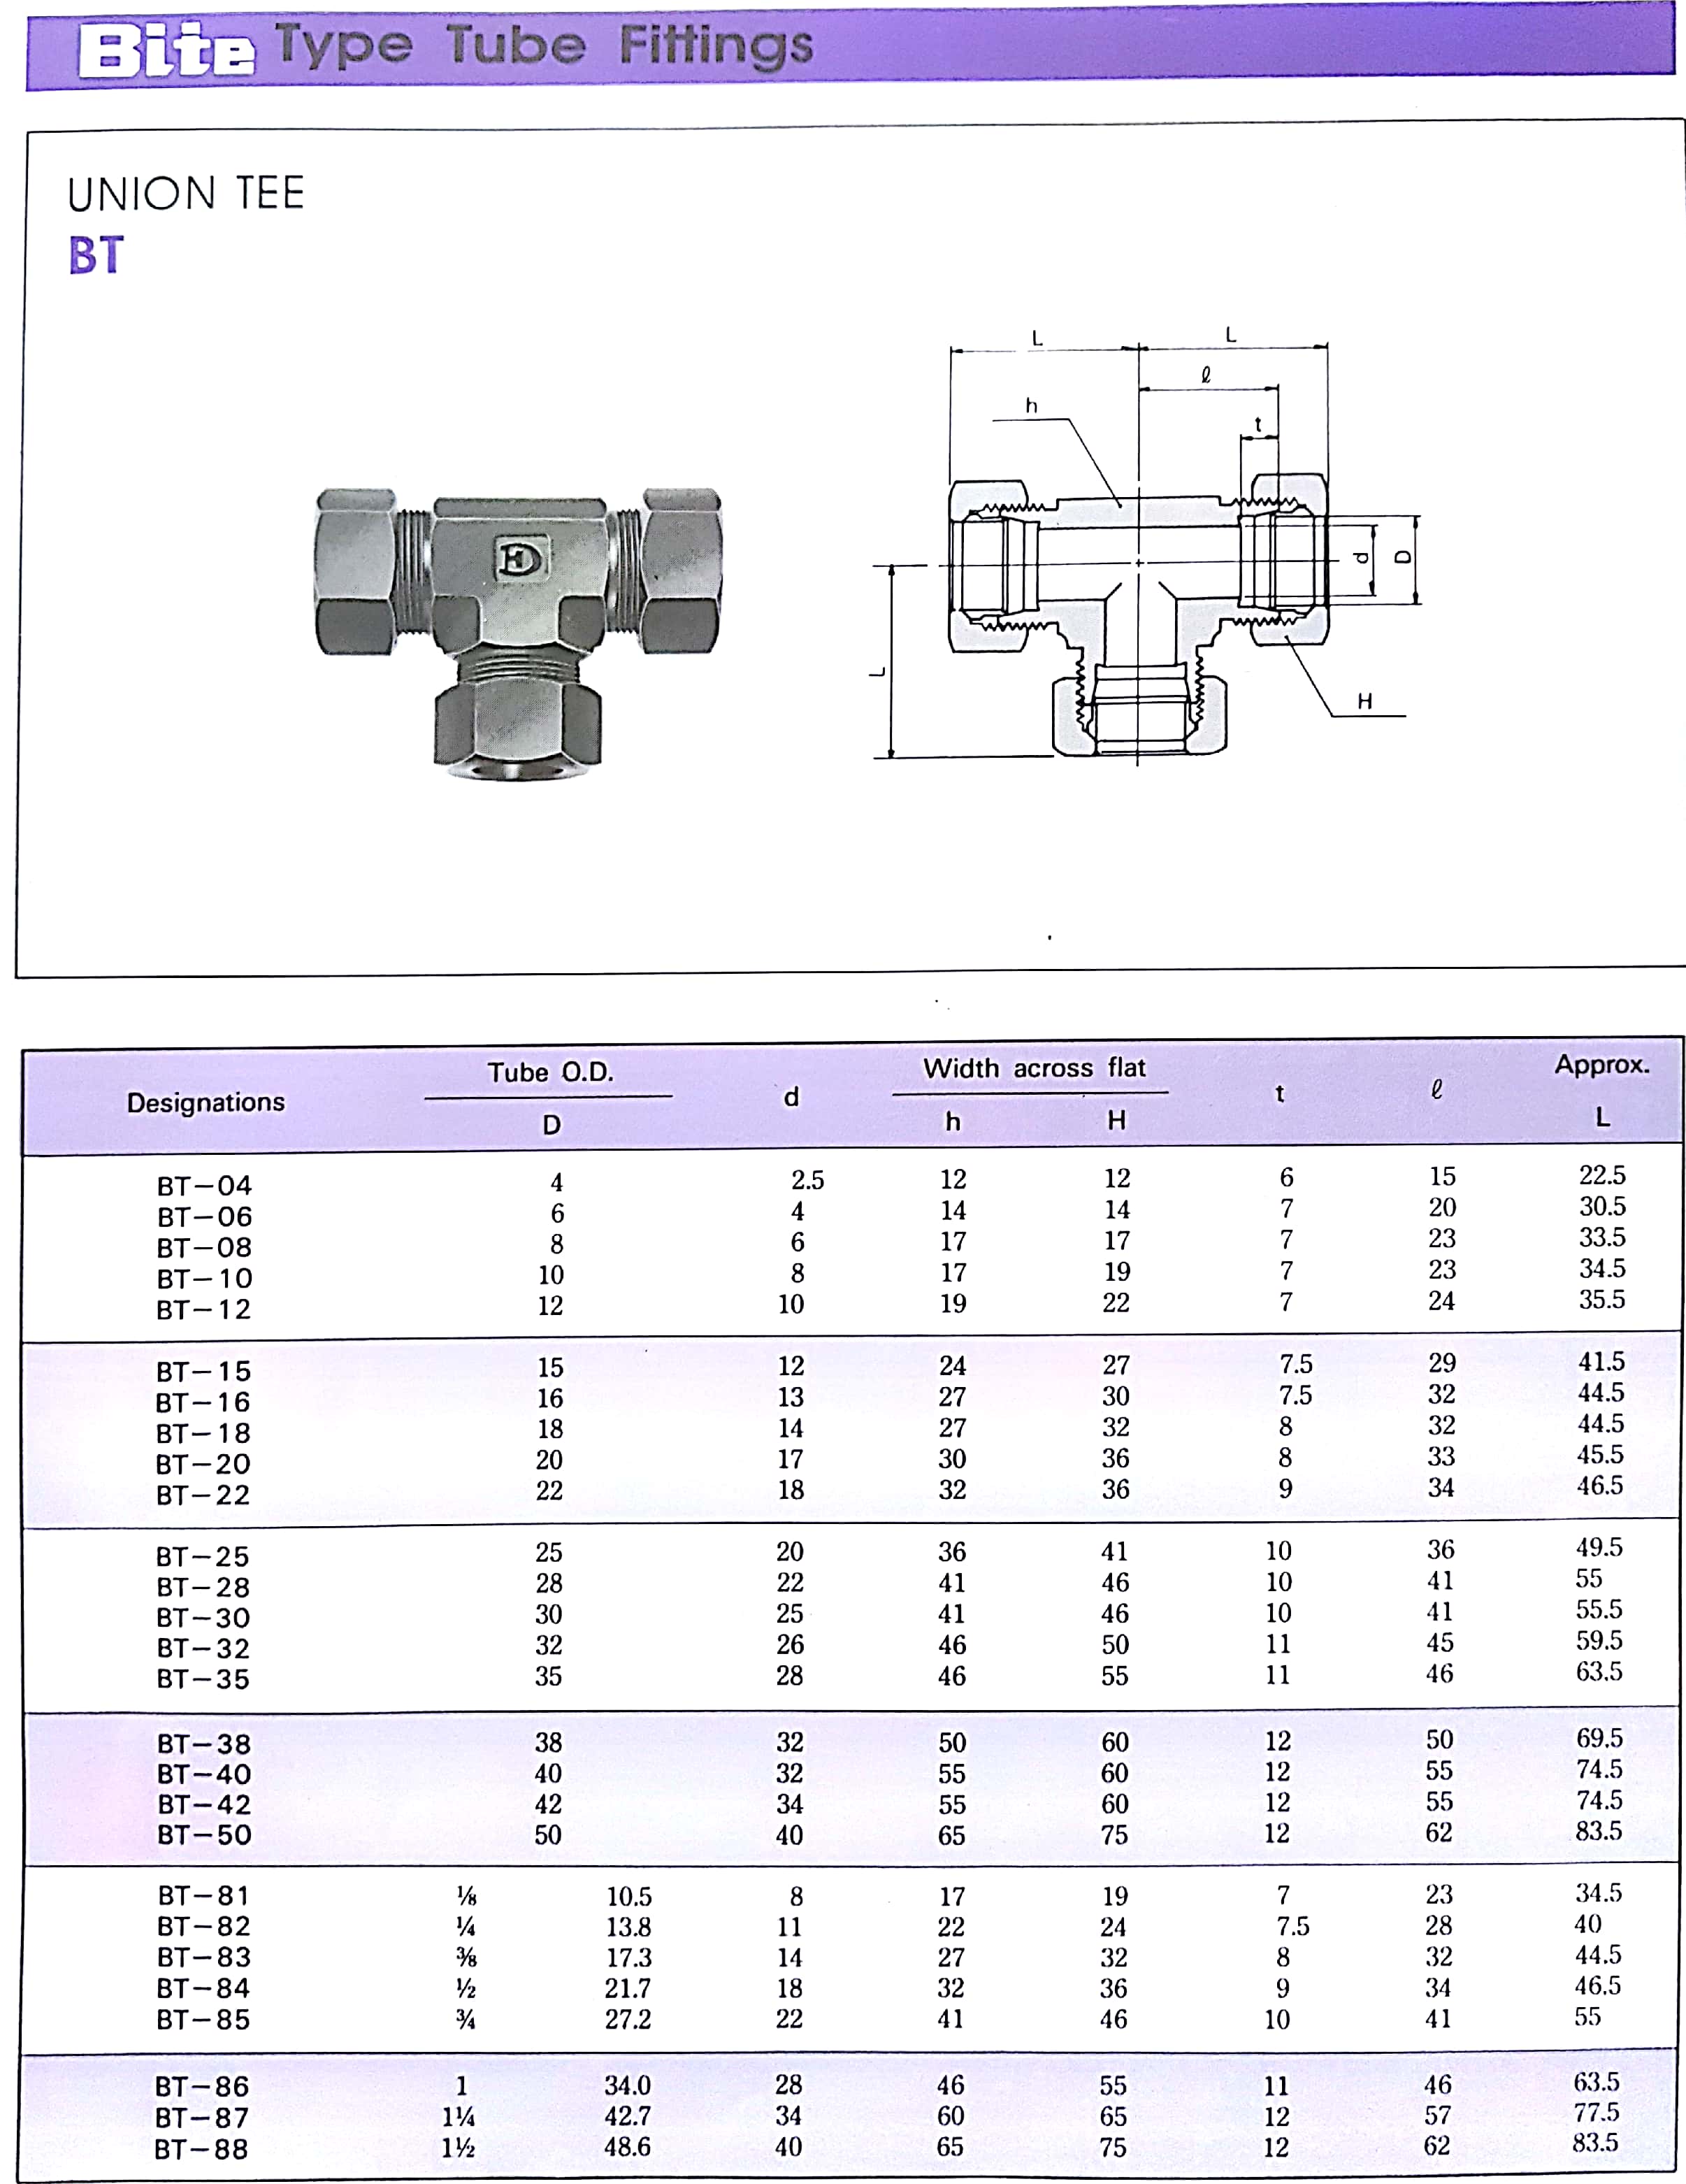 Bite Type Tube Fittings
UNION TEE
BT
L L
ℓ
h
t
d D
L
H
Designations Tube O.D. D d Width across flat h H t ℓ Approx. L
BT-04 4 2.5 12 12 6 15 22.5
BT-06 6 4 14 14 7 20 30.5
BT-08 8 6 17 17 7 23 33.5
BT-10 10 8 17 19 7 23 34.5
BT-12 12 10 19 22 7 24 35.5
BT-15 15 12 24 27 7.5 29 41.5
BT-16 16 13 27 30 7.5 32 44.5
BT-18 18 14 27 32 8 32 44.5
BT-20 20 17 30 36 8 33 45.5
BT-22 22 18 32 36 9 34 46.5
BT-25 25 20 36 41 10 36 49.5
BT-28 28 22 41 46 10 41 55
BT-30 30 25 41 46 10 41 55.5
BT-32 32 26 46 50 11 45 59.5
BT-35 35 28 46 55 11 46 63.5
BT-38 38 32 50 60 12 50 69.5
BT-40 40 32 55 60 12 55 74.5
BT-42 42 34 55 60 12 55 74.5
BT-50 50 40 65 75 12 62 83.5
BT-81 ⅛ 10.5 8 17 19 7 23 34.5
BT-82 ¼ 13.8 11 22 24 7.5 28 40
BT-83 ⅜ 17.3 14 27 32 8 32 44.5
BT-84 ½ 21.7 18 32 36 9 34 46.5
BT-85 ¾ 27.2 22 41 46 10 41 55
BT-86 1 34.0 28 46 55 11 46 63.5
BT-87 1¼ 42.7 34 60 65 12 57 77.5
BT-88 1½ 48.6 40 65 75 12 62 83.5